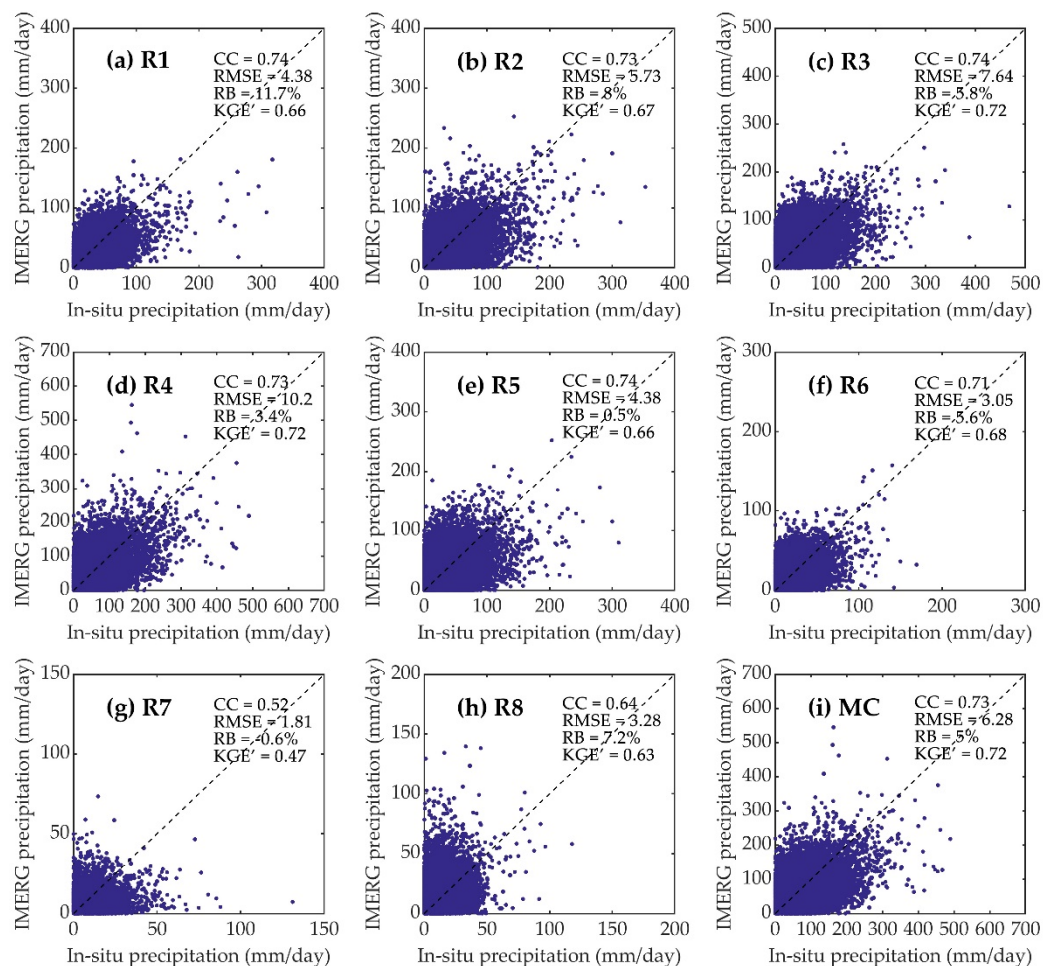 IMERG precipitation (mm/day)
400
300
200
100
0
(a) R1
CC = 0.74
RMSE = 4.38
RB = 11.7%
KGE′ = 0.66
0 100 200 300 400
In-situ precipitation (mm/day)
IMERG precipitation (mm/day)
400
300
200
100
0
(b) R2
CC = 0.73
RMSE = 5.73
RB = 8%
KGE′ = 0.67
0 100 200 300 400
In-situ precipitation (mm/day)
IMERG precipitation (mm/day)
500
400
300
200
100
0
(c) R3
CC = 0.74
RMSE = 7.64
RB = 5.8%
KGE′ = 0.72
0 100 200 300 400 500
In-situ precipitation (mm/day)
IMERG precipitation (mm/day)
700
600
500
400
300
200
100
0
(d) R4
CC = 0.73
RMSE = 10.2
RB = 3.4%
KGE′ = 0.72
0 100 200 300 400 500 600 700
In-situ precipitation (mm/day)
IMERG precipitation (mm/day)
400
300
200
100
0
(e) R5
CC = 0.74
RMSE = 4.38
RB = 0.5%
KGE′ = 0.66
0 100 200 300 400
In-situ precipitation (mm/day)
IMERG precipitation (mm/day)
300
200
100
0
(f) R6
CC = 0.71
RMSE = 3.05
RB = 5.6%
KGE′ = 0.68
0 100 200 300
In-situ precipitation (mm/day)
IMERG precipitation (mm/day)
150
100
50
0
(g) R7
CC = 0.52
RMSE = 1.81
RB = -0.6%
KGE′ = 0.47
0 50 100 150
In-situ precipitation (mm/day)
IMERG precipitation (mm/day)
200
150
100
50
0
(h) R8
CC = 0.64
RMSE = 3.28
RB = 7.2%
KGE′ = 0.63
0 50 100 150 200
In-situ precipitation (mm/day)
IMERG precipitation (mm/day)
700
600
500
400
300
200
100
0
(i) MC
CC = 0.73
RMSE = 6.28
RB = 5%
KGE′ = 0.72
0 100 200 300 400 500 600 700
In-situ precipitation (mm/day)